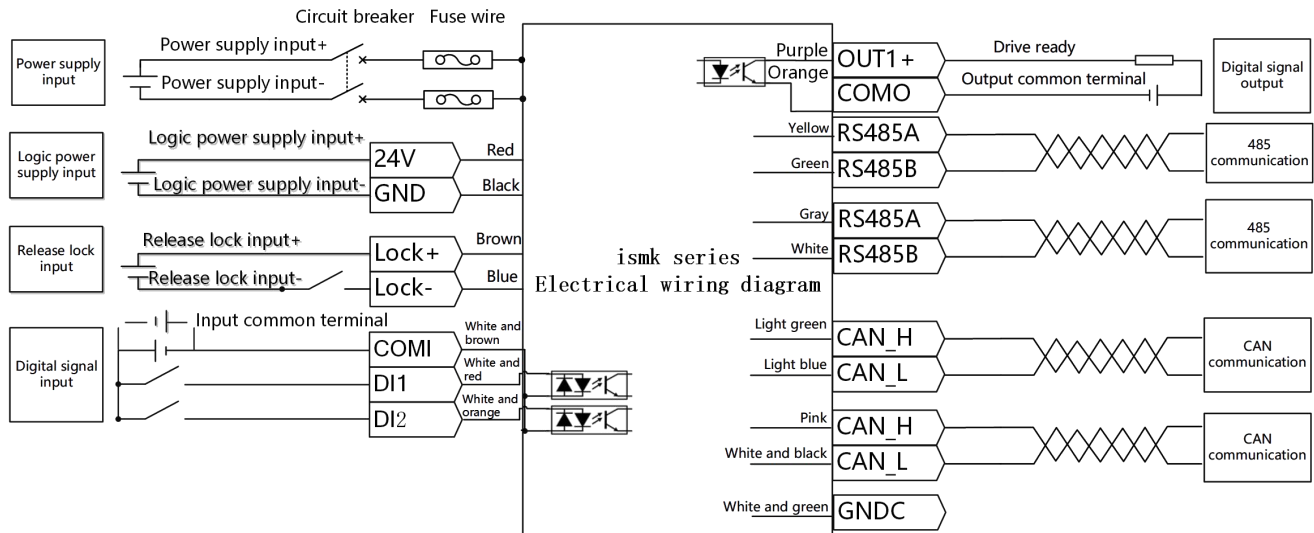 Circuit breaker
Fuse wire
Power supply
input
Power supply input+
Power supply input-
Logic power
supply input
Logic power supply input+
Logic power supply input-
24V
GND
Red
Black
Release lock
input
Release lock input+
Release lock input-
Lock+
Lock-
Brown
Blue
Digital signal
input
Input common terminal
COMI
DI1
DI2
White and
brown
White and
red
White and
orange
ismk series
Electrical wiring diagram
Purple
Orange
OUT1+
COMO
Drive ready
Output common terminal
Digital signal
output
Yellow
Green
RS485A
RS485B
485
communication
Gray
White
RS485A
RS485B
485
communication
Light green
Light blue
CAN_H
CAN_L
CAN
communication
Pink
White and black
CAN_H
CAN_L
CAN
communication
White and green
GNDC